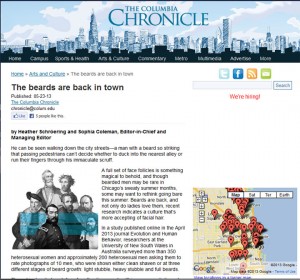 THE COLUMBIA
CHRONICLE
Home Campus Sports & Health Arts & Culture Commentary Metro Multimedia Advertise More
Home » Arts and Culture » The beards are back in town
The beards are back in town
Published: 05-23-13
The Columbia Chronicle
chronicle@colum.edu
Like
by Heather Schroering and Sophia Coleman, Editor-in-Chief and
Managing Editor
He can be seen walking down the city streets—a man with a beard so striking
that passing pedestrians can't decide whether to duck into the nearest alley or
run their fingers through his immaculate scruff.
A full set of face follicles is something
magical to behold, and though
bearded men may be rare in
Chicago's sweaty summer months,
some may want to rethink going bare
this summer. Beards are back, and
not only do ladies love them, recent
research indicates a culture that's
more accepting of facial hair.
In a study published online in the April
2013 journal Evolution and Human
Behavior, researchers at the
University of New South Wales in
Australia surveyed more than 350
heterosexual women and approximately 200 heterosexual men asking them to
rate photographs of 10 men, who were shown either clean shaven or at three
different stages of beard growth: light stubble, heavy stubble and full beards.
Search
We're hiring!
Map Sat Ter Earth
Google